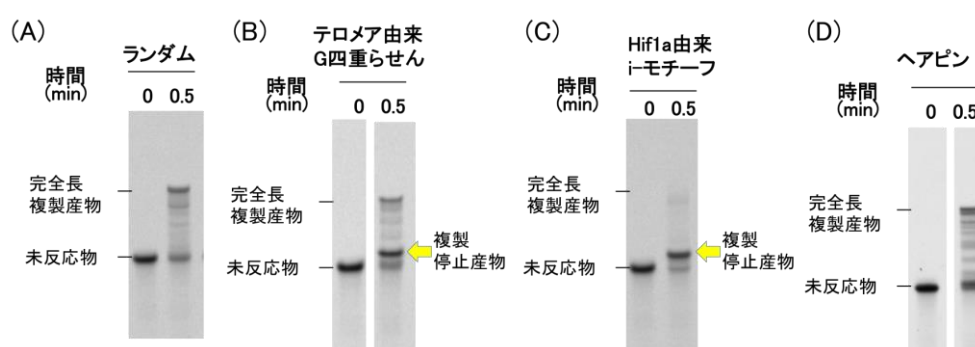 (A)
ランダム
時間
(min)
0 0.5
完全長
複製産物
未反応物
(B)
テロメア由来
G四重らせん
時間
(min)
0 0.5
完全長
複製産物
未反応物
複製
停止産物
(C)
Hif1a由来
i-モチーフ
時間
(min)
0 0.5
完全長
複製産物
未反応物
複製
停止産物
(D)
ヘアピン
時間
(min)
0 0.5
完全長
複製産物
未反応物